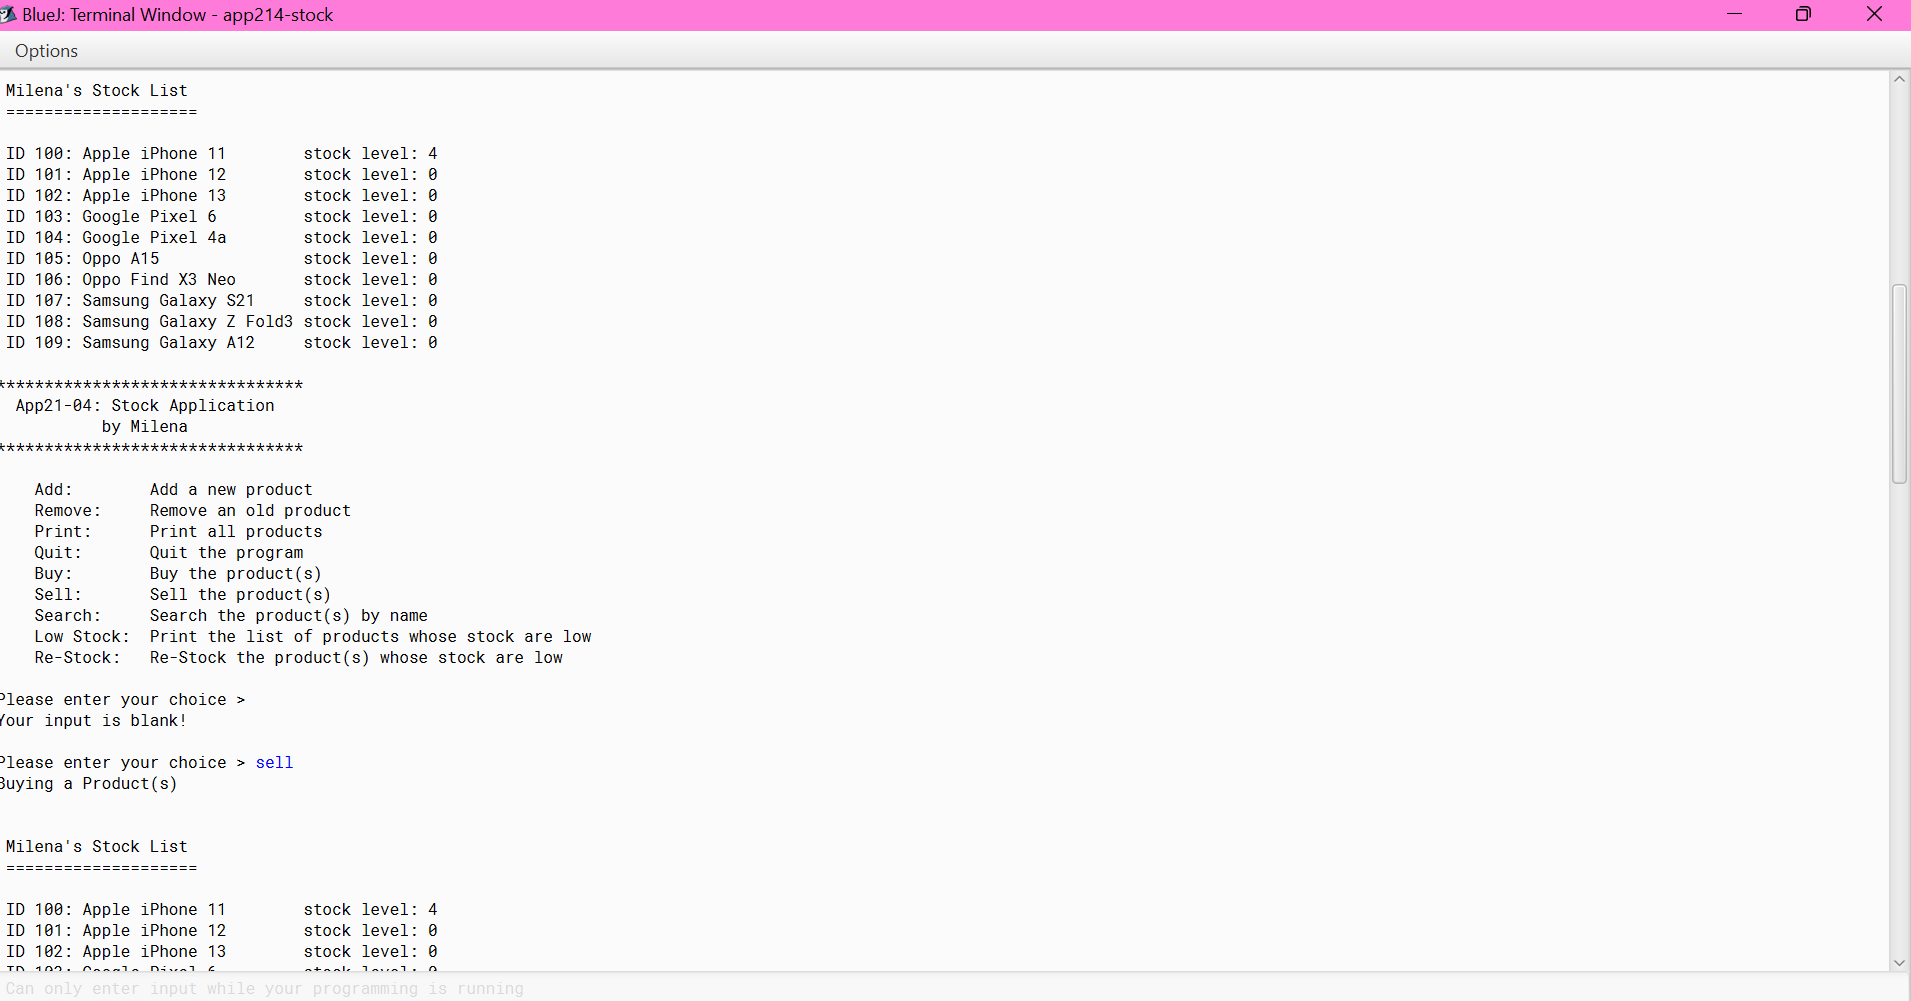 BlueJ: Terminal Window - app214-stock
Options
Milena's Stock List
====================
ID 100: Apple iPhone 11        stock level: 4
ID 101: Apple iPhone 12        stock level: 0
ID 102: Apple iPhone 13        stock level: 0
ID 103: Google Pixel 6         stock level: 0
ID 104: Google Pixel 4a        stock level: 0
ID 105: Oppo A15               stock level: 0
ID 106: Oppo Find X3 Neo       stock level: 0
ID 107: Samsung Galaxy S21     stock level: 0
ID 108: Samsung Galaxy Z Fold3 stock level: 0
ID 109: Samsung Galaxy A12     stock level: 0
********************************
App21-04: Stock Application
by Milena
********************************
Add:        Add a new product
Remove:     Remove an old product
Print:      Print all products
Quit:       Quit the program
Buy:        Buy the product(s)
Sell:       Sell the product(s)
Search:     Search the product(s) by name
Low Stock:  Print the list of products whose stock are low
Re-Stock:   Re-Stock the product(s) whose stock are low
Please enter your choice >
Your input is blank!
Please enter your choice > sell
Buying a Product(s)
Milena's Stock List
====================
ID 100: Apple iPhone 11        stock level: 4
ID 101: Apple iPhone 12        stock level: 0
ID 102: Apple iPhone 13        stock level: 0
ID 103: Google Pixel 6         stock level: 0
Can only enter input while your programming is running